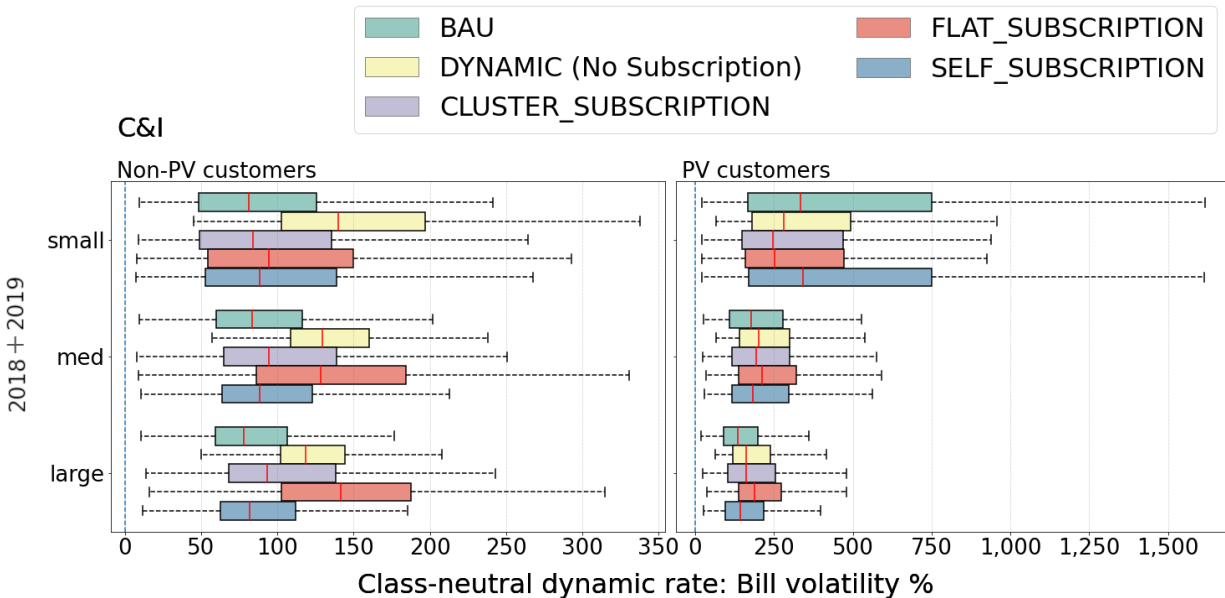 BAU
DYNAMIC (No Subscription)
CLUSTER_SUBSCRIPTION
FLAT_SUBSCRIPTION
SELF_SUBSCRIPTION
C&I
Non-PV customers
PV customers
2018 + 2019
small
med
large
0 50 100 150 200 250 300 350
0 250 500 750 1,000 1,250 1,500
Class-neutral dynamic rate: Bill volatility %